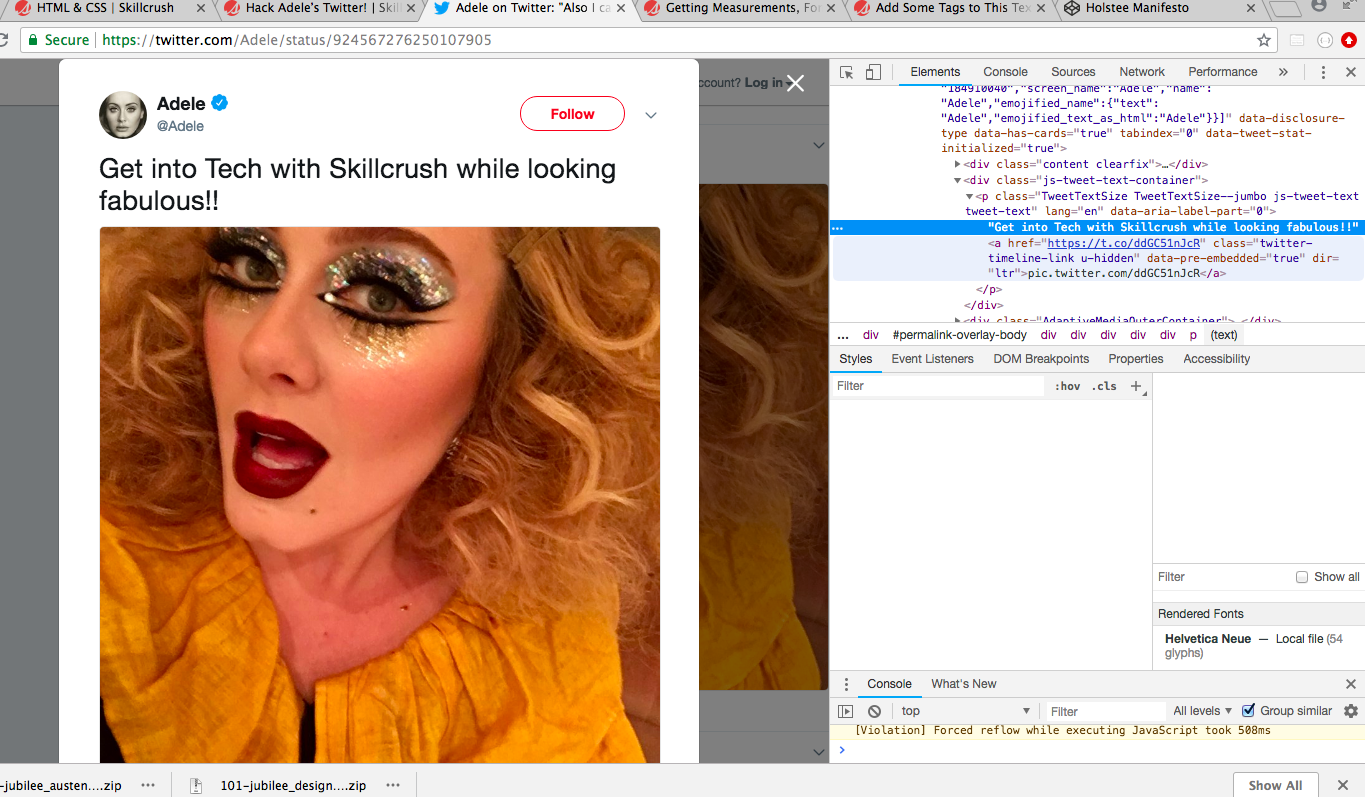 HTML & CSS | Skillcrush
Hack Adele's Twitter! | Skil
Adele on Twitter: "Also I ca
Getting Measurements, For
Add Some Tags to This Tex
Holstee Manifesto
Secure | https://twitter.com/Adele/status/924567276250107905
ccount? Log in
Adele
@Adele
Follow
Get into Tech with Skillcrush while looking
fabulous!!
Elements Console Sources Network Performance »
"184910040","screen_name":"Adele","name":
"Adele","emojified_name":{"text":
"Adele","emojified_text_as_html":"Adele"}}]" data-disclosure-
type data-has-cards="true" tabindex="0" data-tweet-stat-
initialized="true">
<div class="content clearfix">…</div>
<div class="js-tweet-text-container">
<p class="TweetTextSize TweetTextSize--jumbo js-tweet-text
tweet-text" lang="en" data-aria-label-part="0">
"Get into Tech with Skillcrush while looking fabulous!!"
<a href="https://t.co/ddGC51nJcR" class="twitter-
timeline-link u-hidden" data-pre-embedded="true" dir=
"ltr">pic.twitter.com/ddGC51nJcR</a>
</p>
</div>
<div class="AdaptiveMediaOuterContainer">…</div>
... div #permalink-overlay-body div div div div div p (text)
Styles Event Listeners DOM Breakpoints Properties Accessibility
Filter :hov .cls +
Filter Show all
Rendered Fonts
Helvetica Neue — Local file (54
glyphs)
Console What's New
top Filter All levels Group similar
[Violation] Forced reflow while executing JavaScript took 508ms
-jubilee_austen....zip
101-jubilee_design....zip
Show All